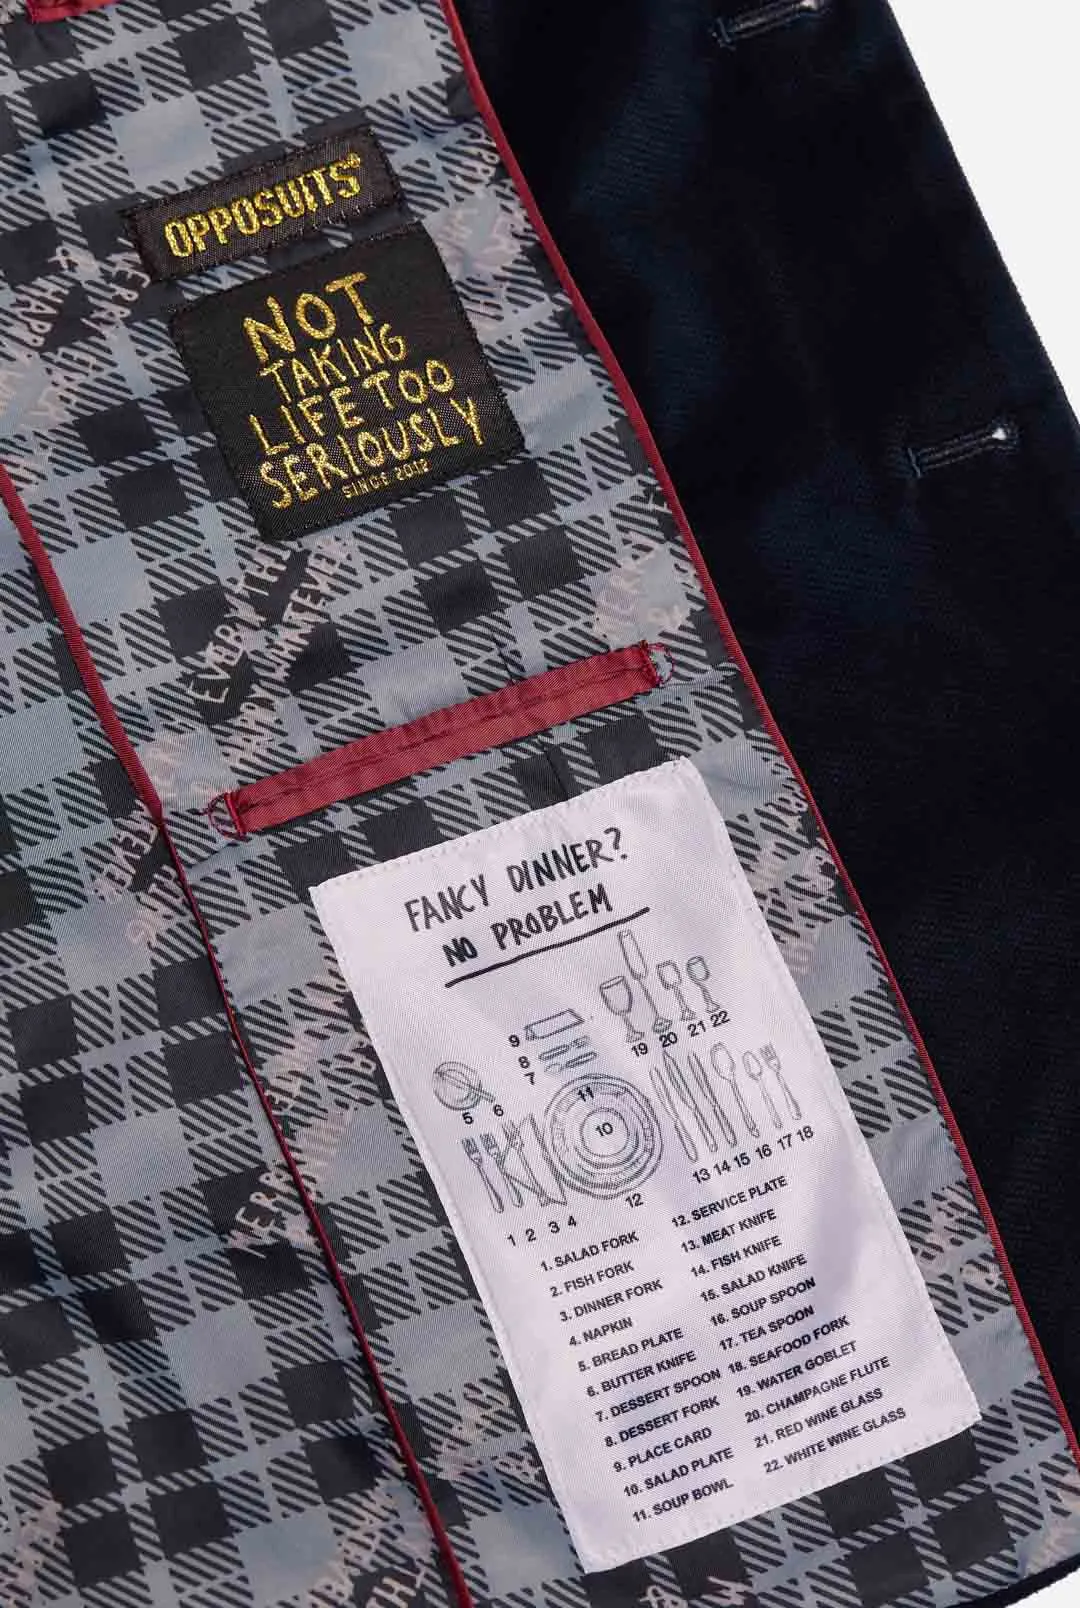 OPPOSUITS
NOT
TAKING
LIFE TOO
SERIOUSLY
SINCE 2012
FANCY DINNER?
NO PROBLEM
9
8
7
5
6
11
10
12
19 20 21 22
1 2 3 4
13 14 15 16 17 18
1. SALAD FORK
2. FISH FORK
3. DINNER FORK
4. NAPKIN
5. BREAD PLATE
6. BUTTER KNIFE
7. DESSERT SPOON
8. DESSERT FORK
9. PLACE CARD
10. SALAD PLATE
11. SOUP BOWL
12. SERVICE PLATE
13. MEAT KNIFE
14. FISH KNIFE
15. SALAD KNIFE
16. SOUP SPOON
17. TEA SPOON
18. SEAFOOD FORK
19. WATER GOBLET
20. CHAMPAGNE FLUTE
21. RED WINE GLASS
22. WHITE WINE GLASS